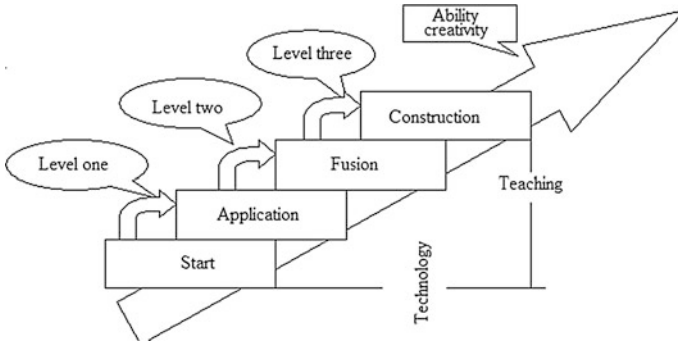 Ability
creativity
Level three
Level two
Construction
Level one
Fusion
Teaching
Application
Start
Technology